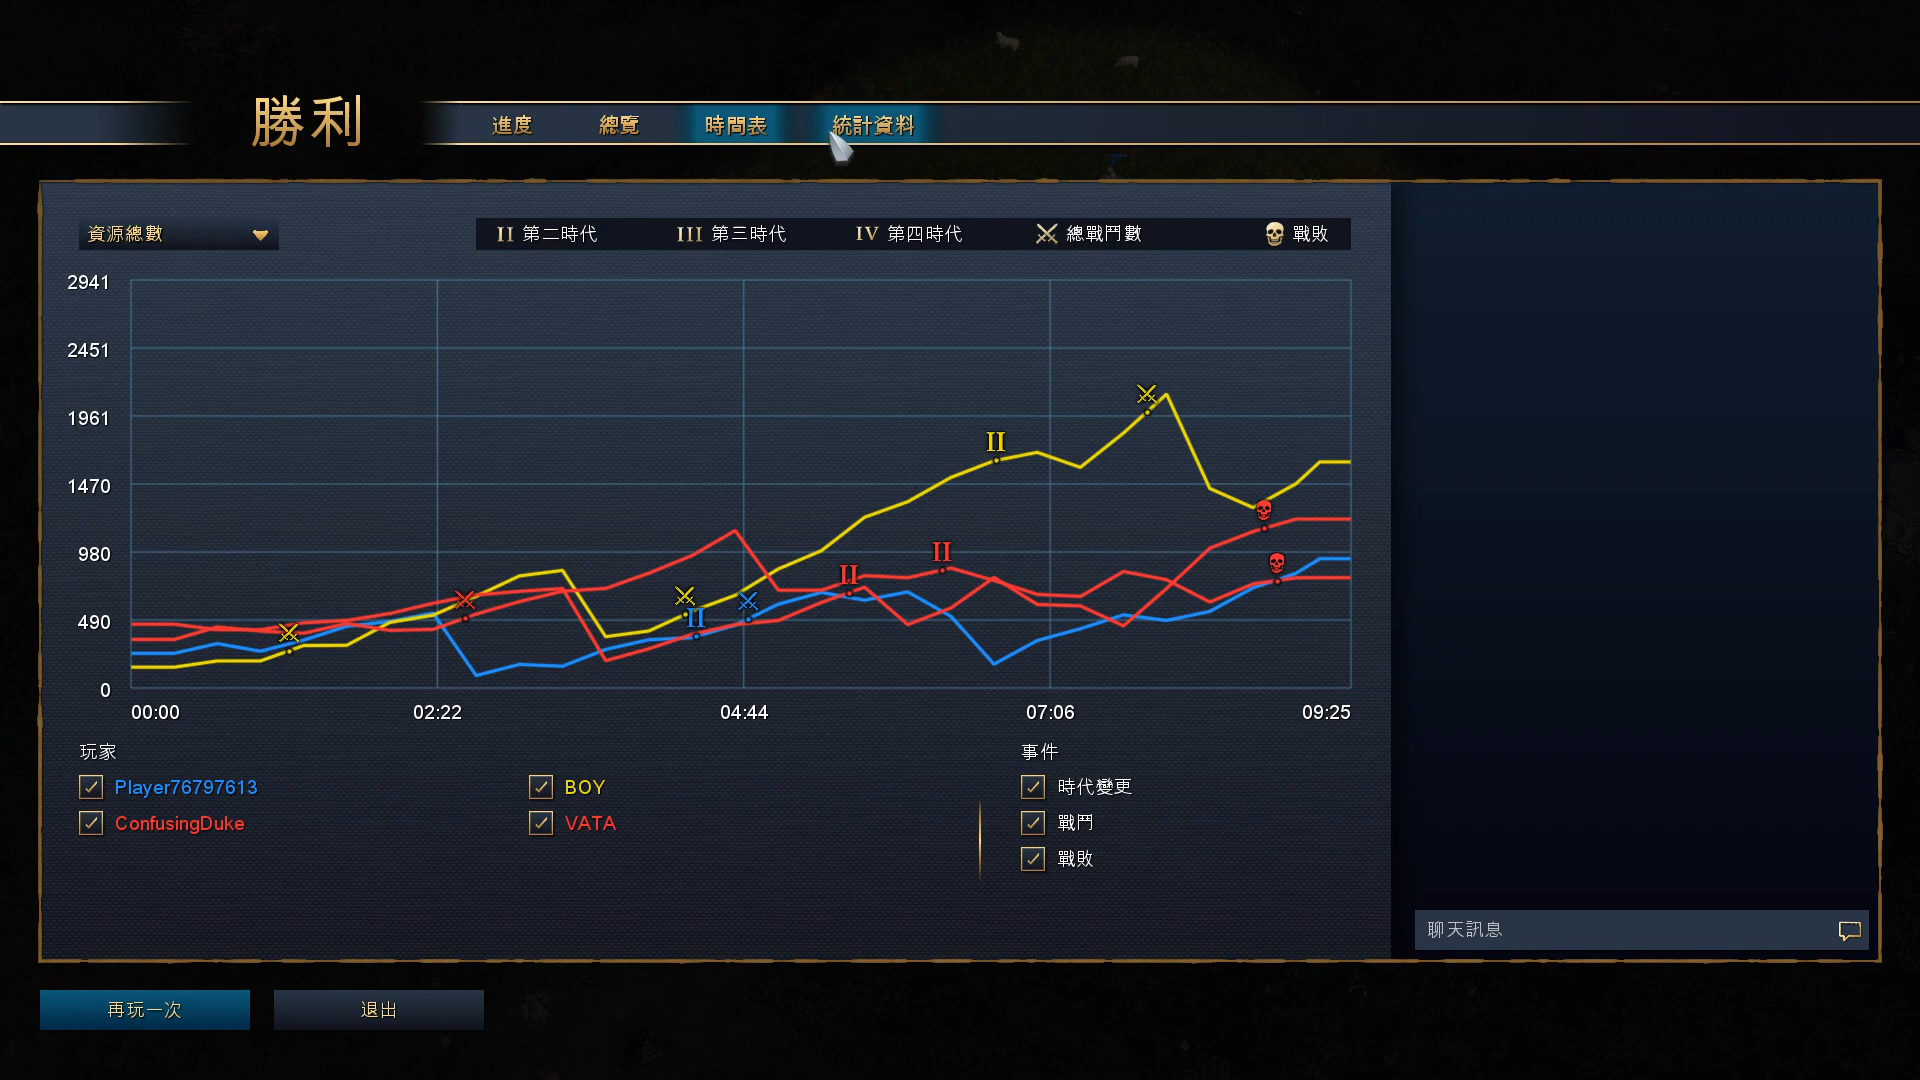 勝利
進度 總覽 時間表 統計資料
資源總數
II 第二時代 III 第三時代 IV 第四時代 總戰鬥數 戰敗
2941
2451
1961
1470
980
490
0
II
II
II
II
00:00 02:22 04:44 07:06 09:25
玩家
Player76797613 BOY
ConfusingDuke VATA
事件
時代變更
戰鬥
戰敗
聊天訊息
再玩一次 退出